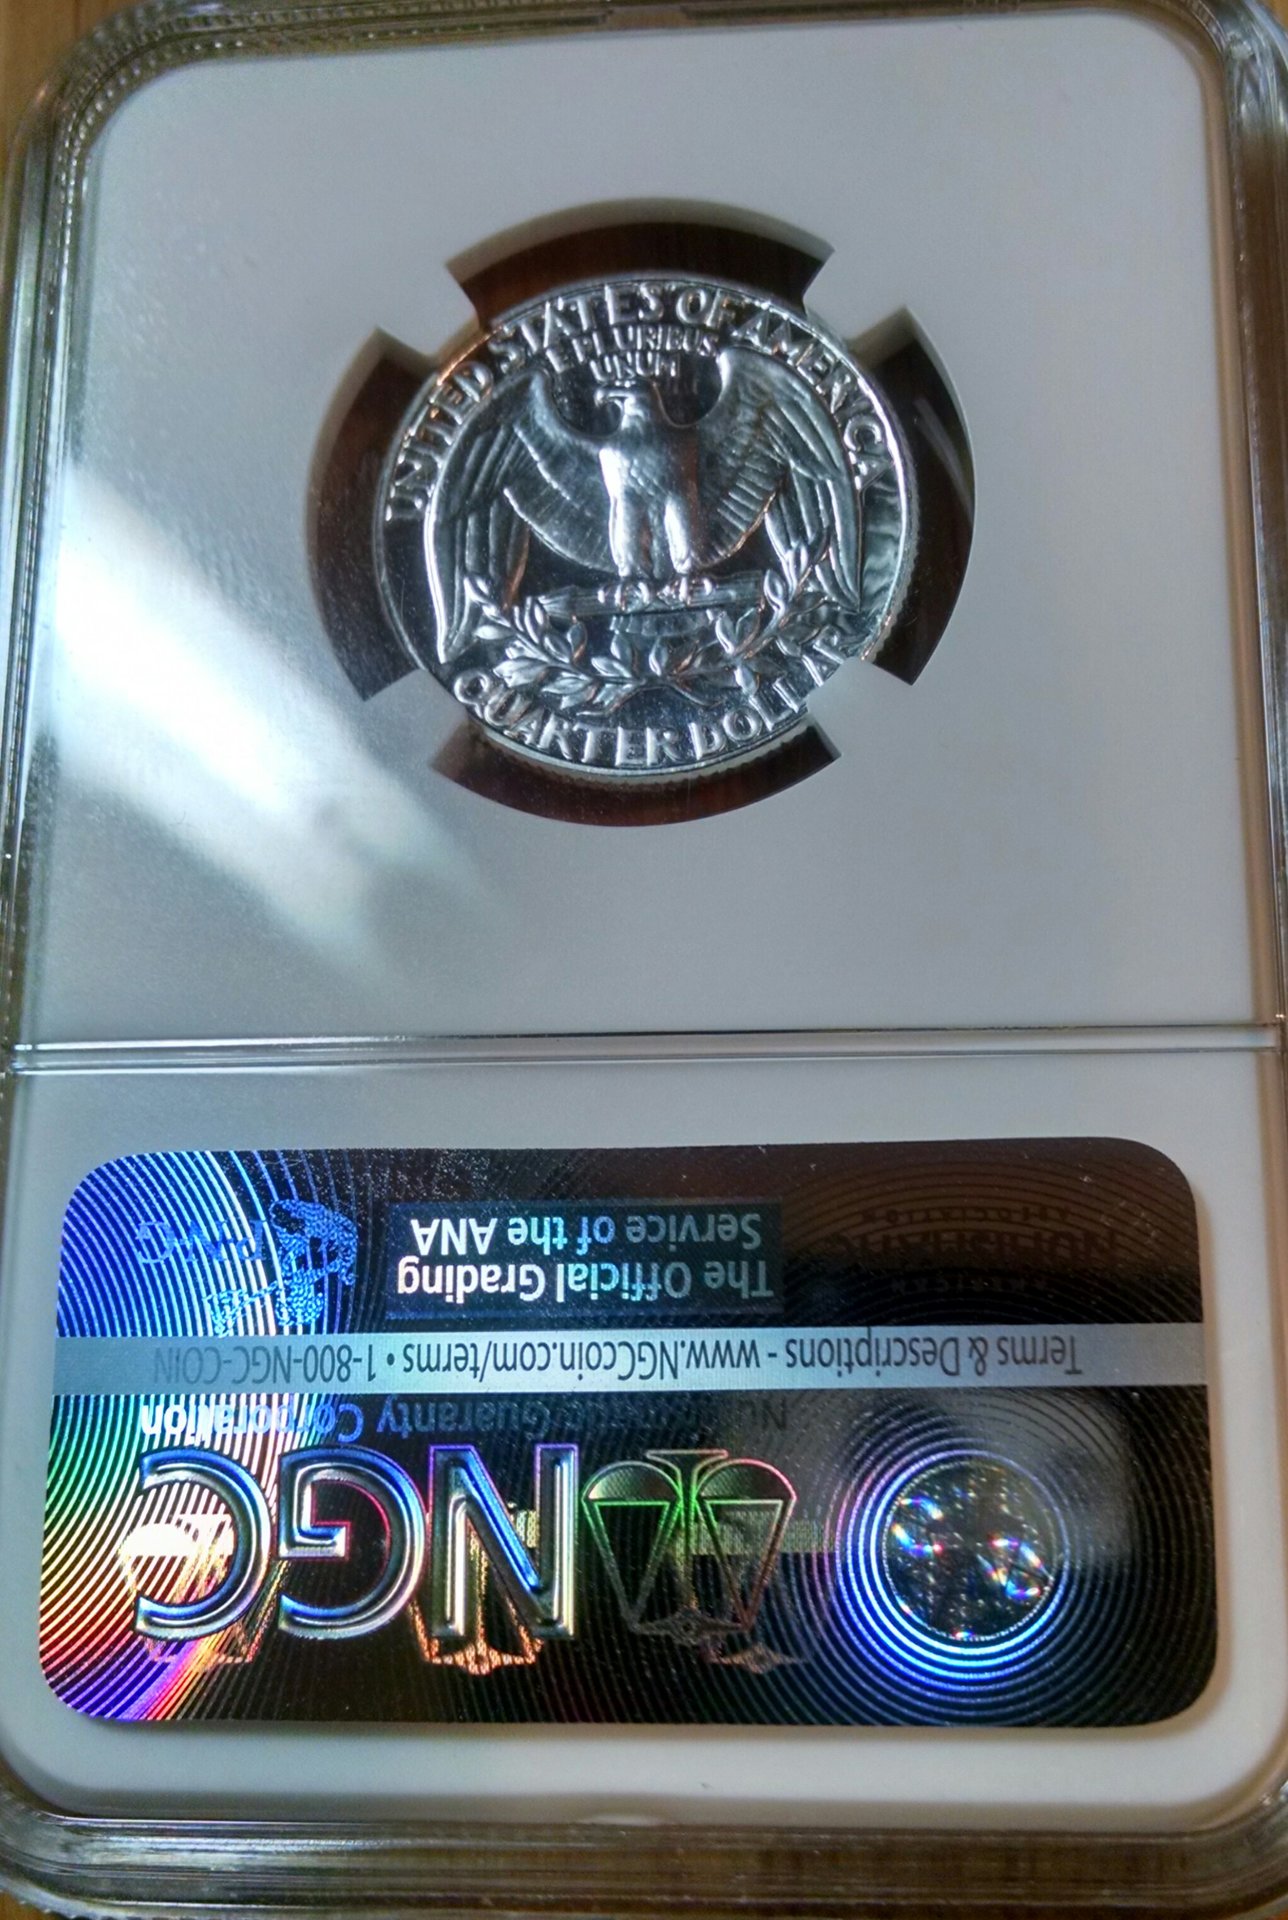 UNITED STATES OF AMERICA
E PLURIBUS
UNUM
QUARTER DOLLAR
NGC
Corporation
Guaranty
Terms & Descriptions - www.NGCcoin.com/terms • 1-800-NGC-COIN
The Official Grading
Service of the ANA
PNG